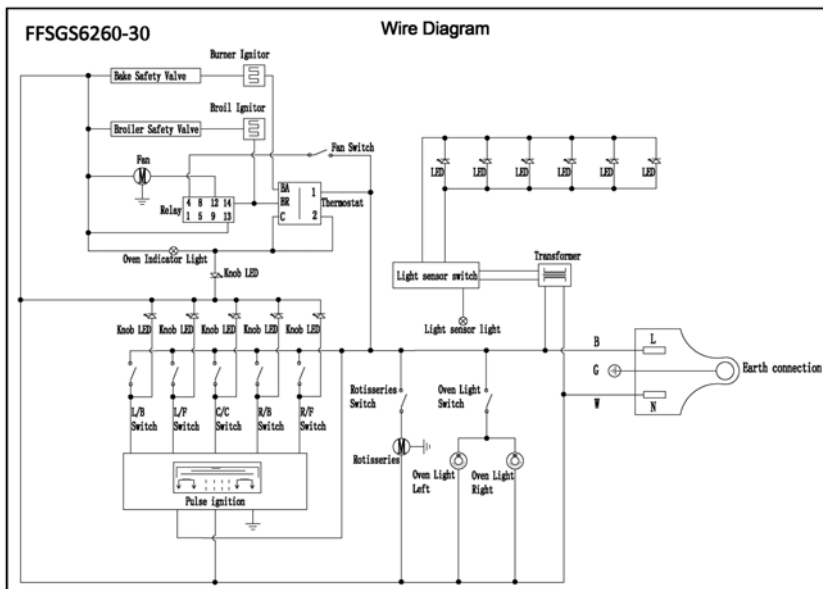 FFSGS6260-30
Wire Diagram
Burner Ignitor
Bake Safety Valve
Broil Ignitor
Broiler Safety Valve
Fan Switch
Fan
LED LED LED LED LED LED
4 8 12 14
1 5 9 13
Relay
BA 1
BR
C 2
Thermostat
Oven Indicator Light
Knob LED
Transformer
Light sensor switch
Light sensor light
Knob LED Knob LED Knob LED Knob LED Knob LED
B L
G Earth connection
W N
L/B Switch
L/F Switch
C/C Switch
R/B Switch
R/F Switch
Rotisseries
Switch
Oven Light
Switch
Rotisseries
Oven Light
Left
Oven Light
Right
M
M
Pulse ignition